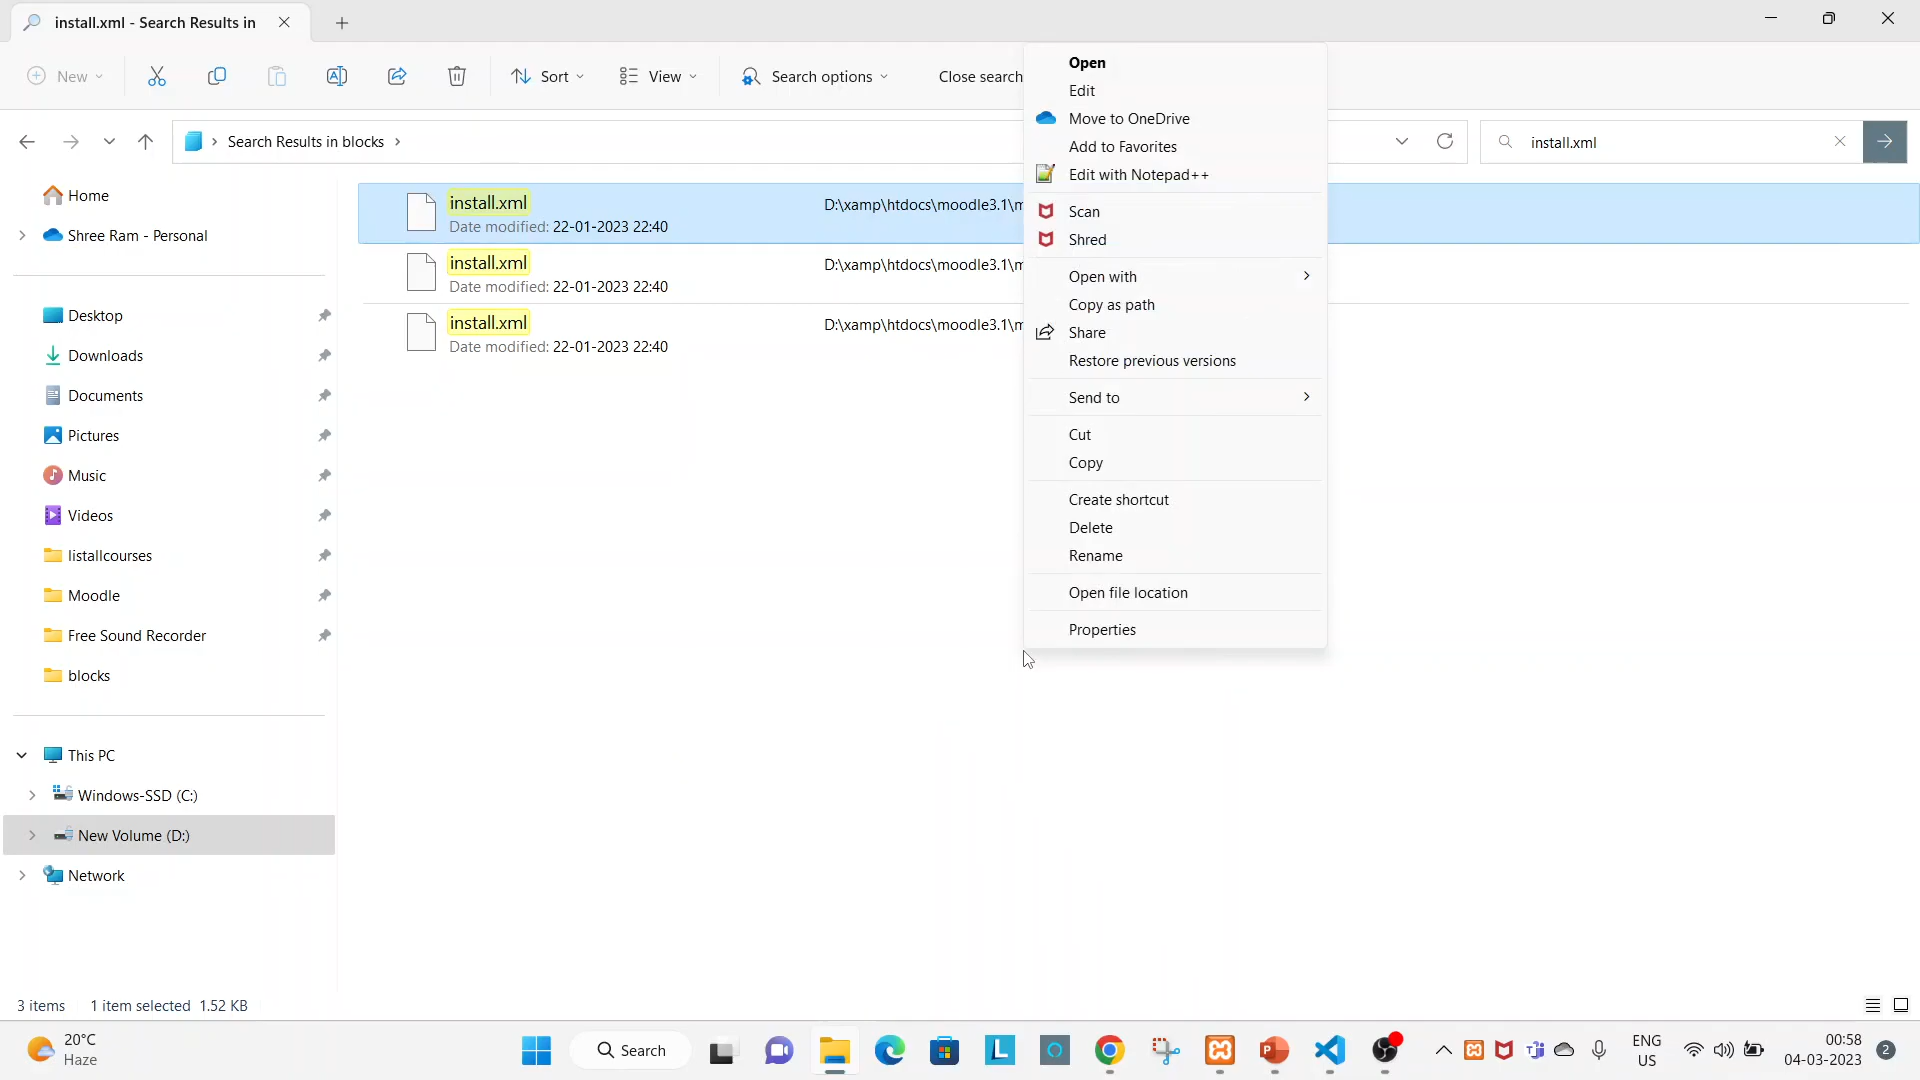 install.xml - Search Results in
New
Sort
View
Search options
Close search
Search Results in blocks
install.xml
Home
Shree Ram - Personal
Desktop
Downloads
Documents
Pictures
Music
Videos
listallcourses
Moodle
Free Sound Recorder
blocks
This PC
Windows-SSD (C:)
New Volume (D:)
Network
install.xml
Date modified: 22-01-2023 22:40
D:\xamp\htdocs\moodle3.1\m
install.xml
Date modified: 22-01-2023 22:40
D:\xamp\htdocs\moodle3.1\m
install.xml
Date modified: 22-01-2023 22:40
D:\xamp\htdocs\moodle3.1\m
Open
Edit
Move to OneDrive
Add to Favorites
Edit with Notepad++
Scan
Shred
Open with
Copy as path
Share
Restore previous versions
Send to
Cut
Copy
Create shortcut
Delete
Rename
Open file location
Properties
3 items 1 item selected 1.52 KB
20°C
Haze
Search
L
P
ENG
US
00:58
04-03-2023
2